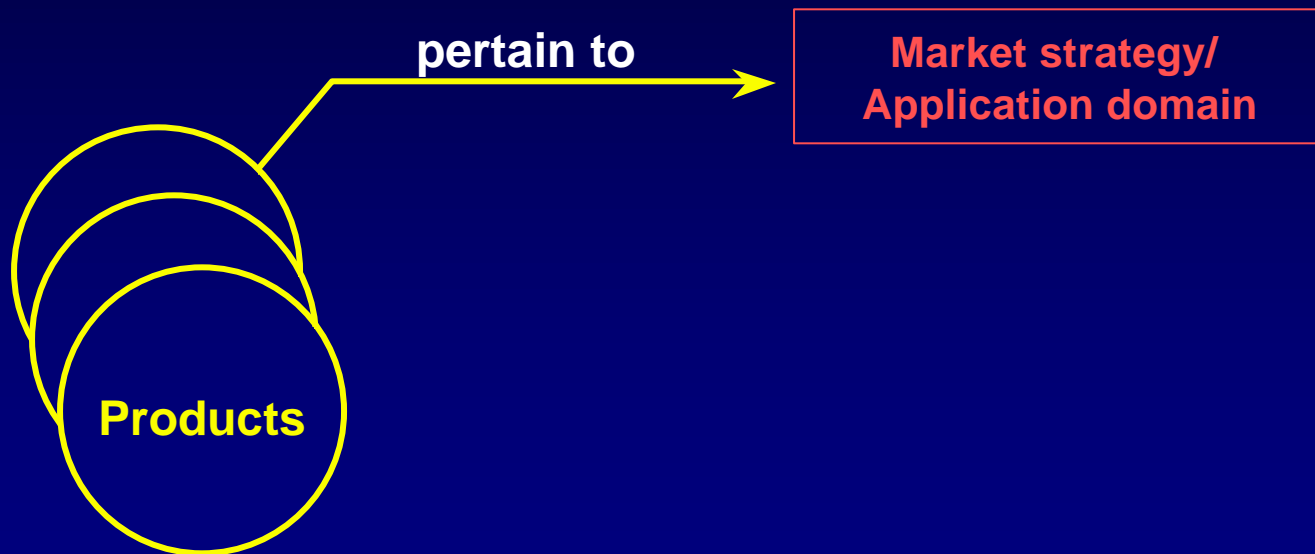 pertain to
Market strategy/
Application domain
Products